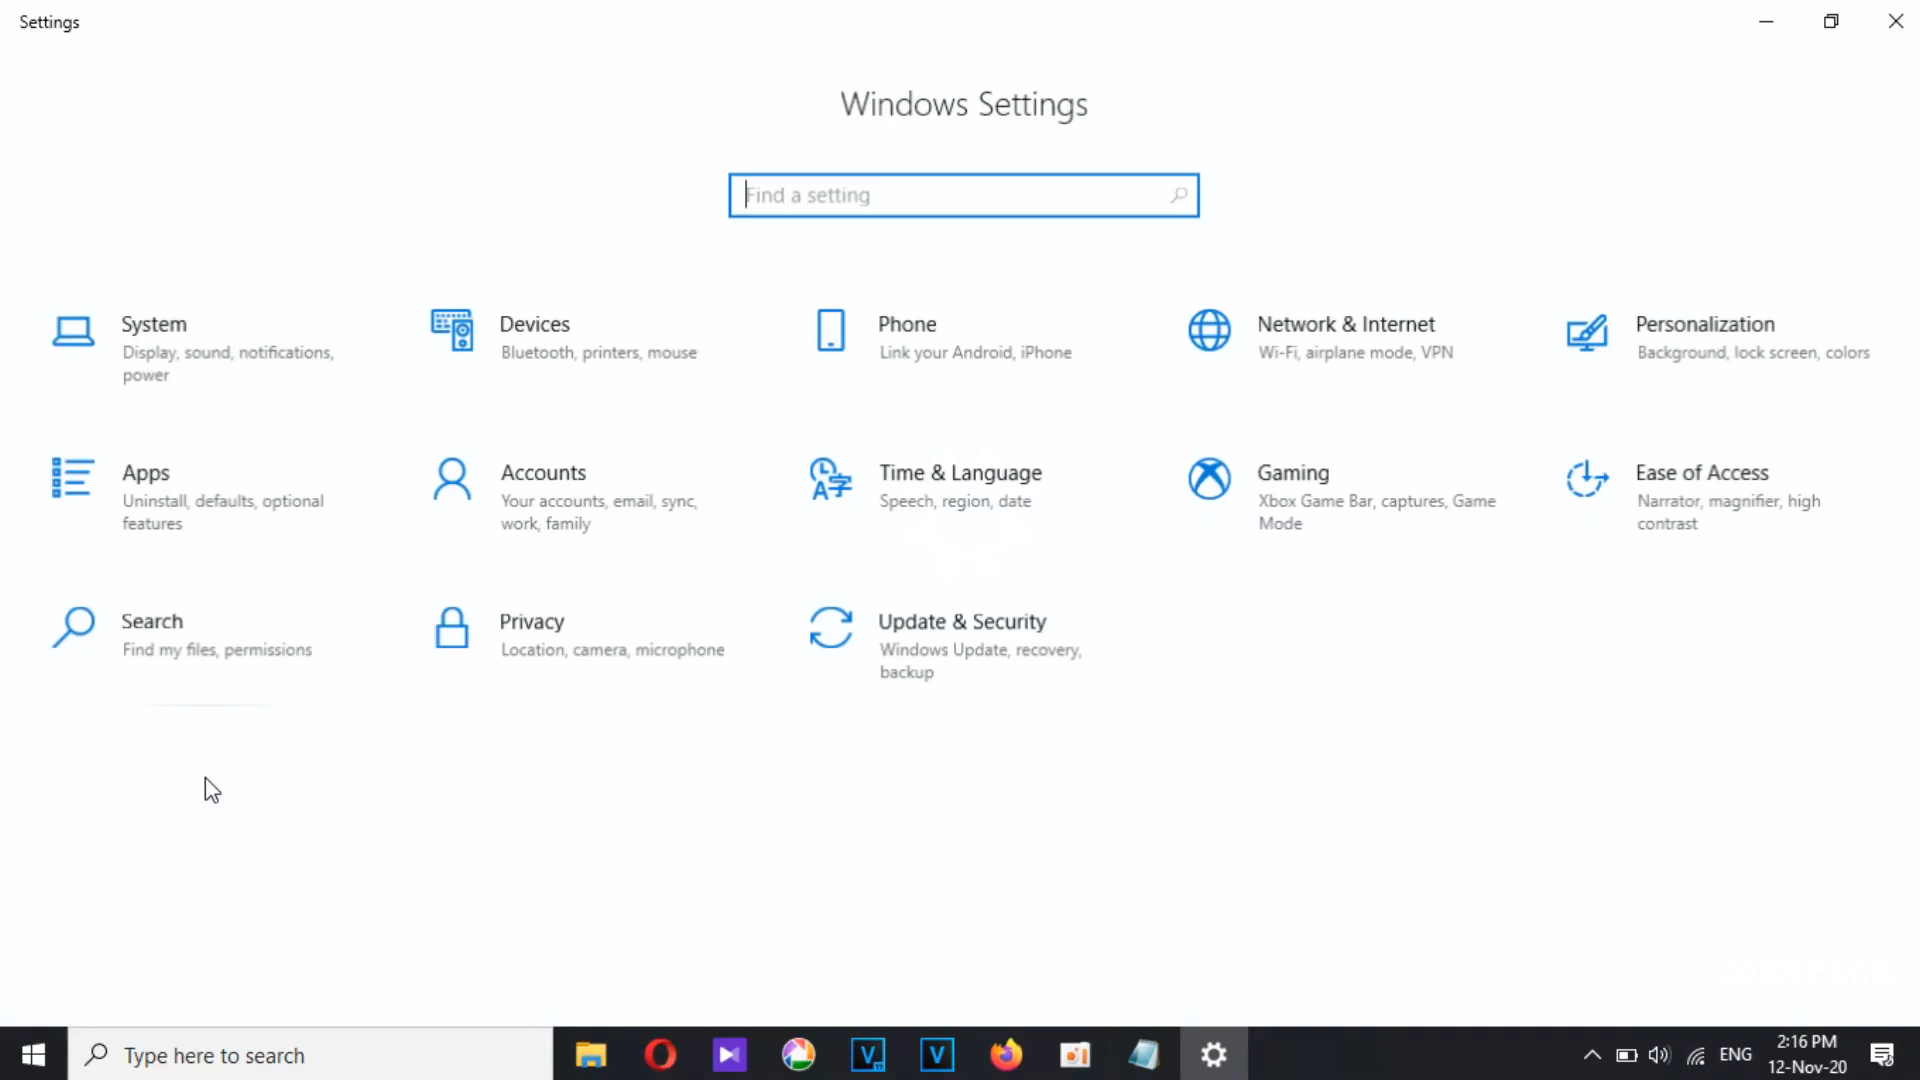 Settings
Windows Settings
Find a setting
System
Display, sound, notifications,
power
Devices
Bluetooth, printers, mouse
Phone
Link your Android, iPhone
Network & Internet
Wi-Fi, airplane mode, VPN
Personalization
Background, lock screen, colors
Apps
Uninstall, defaults, optional
features
Accounts
Your accounts, email, sync,
work, family
Time & Language
Speech, region, date
Gaming
Xbox Game Bar, captures, Game
Mode
Ease of Access
Narrator, magnifier, high
contrast
Search
Find my files, permissions
Privacy
Location, camera, microphone
Update & Security
Windows Update, recovery,
backup
Type here to search
ENG
2:16 PM
12-Nov-20